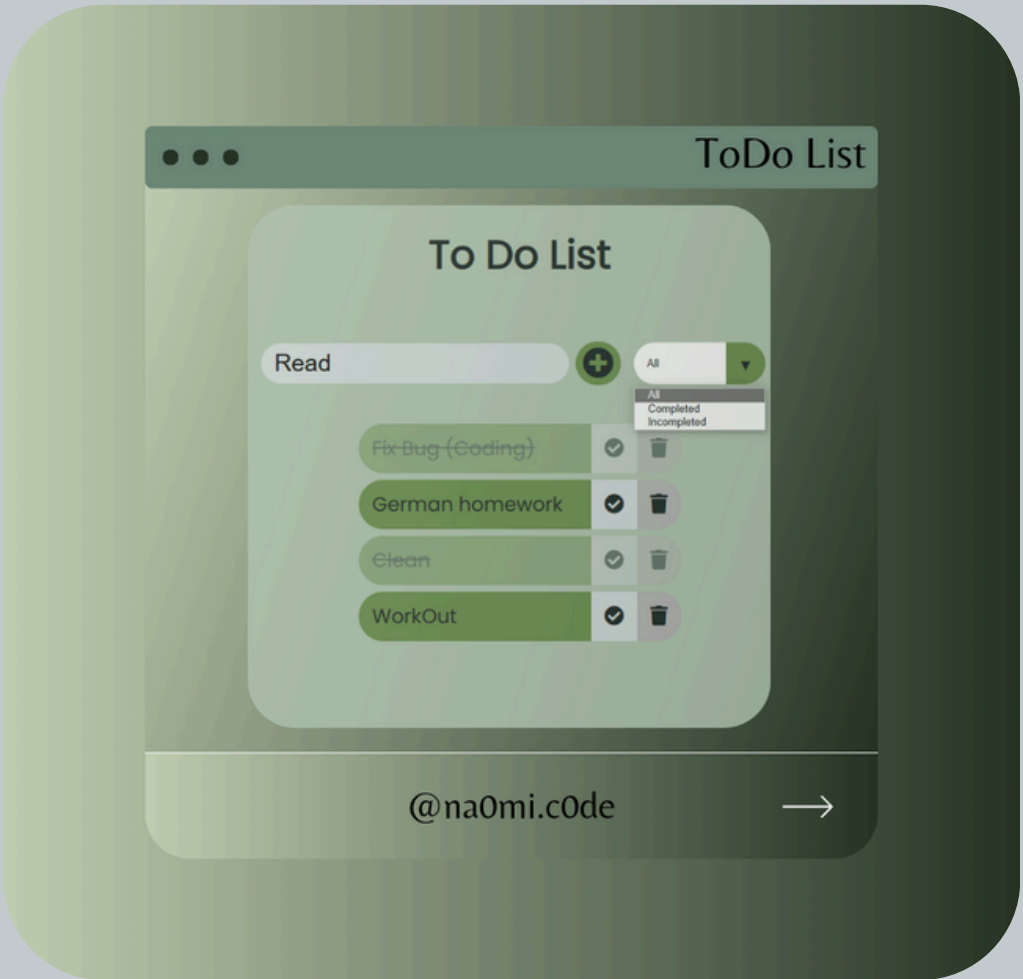 ToDo List
To Do List
Read
All
All
Completed
Incompleted
Fix Bug (Coding)
German homework
Clean
WorkOut
@na0mi.c0de